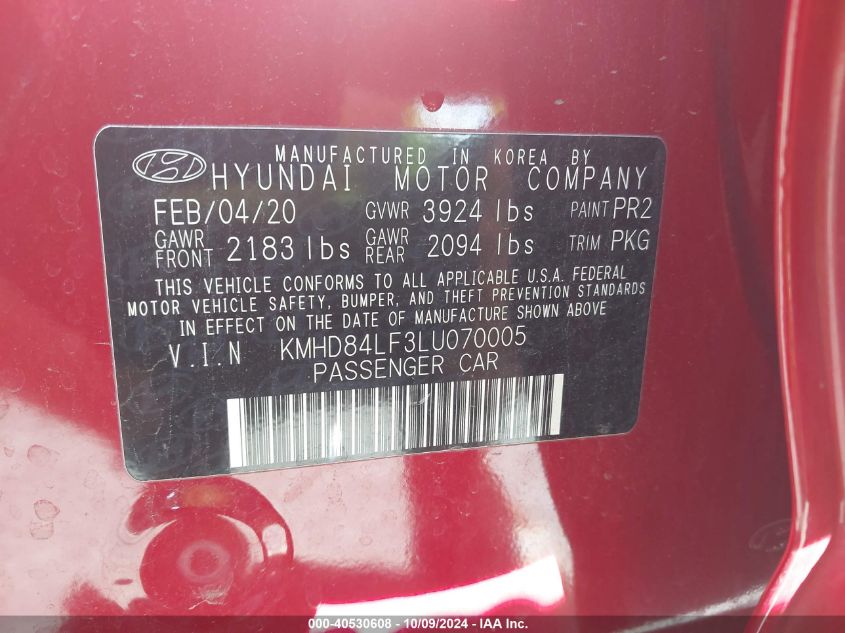 MANUFACTURED IN KOREA BY
HYUNDAI MOTOR COMPANY
FEB/04/20 GVWR 3924 lbs PAINT PR2
GAWR FRONT 2183 lbs GAWR REAR 2094 lbs TRIM PKG
THIS VEHICLE CONFORMS TO ALL APPLICABLE U.S.A. FEDERAL
MOTOR VEHICLE SAFETY, BUMPER, AND THEFT PREVENTION STANDARDS
IN EFFECT ON THE DATE OF MANUFACTURE SHOWN ABOVE
V.I.N KMHD84LF3LU070005
PASSENGER CAR
000-40530608 - 10/09/2024 - IAA Inc.